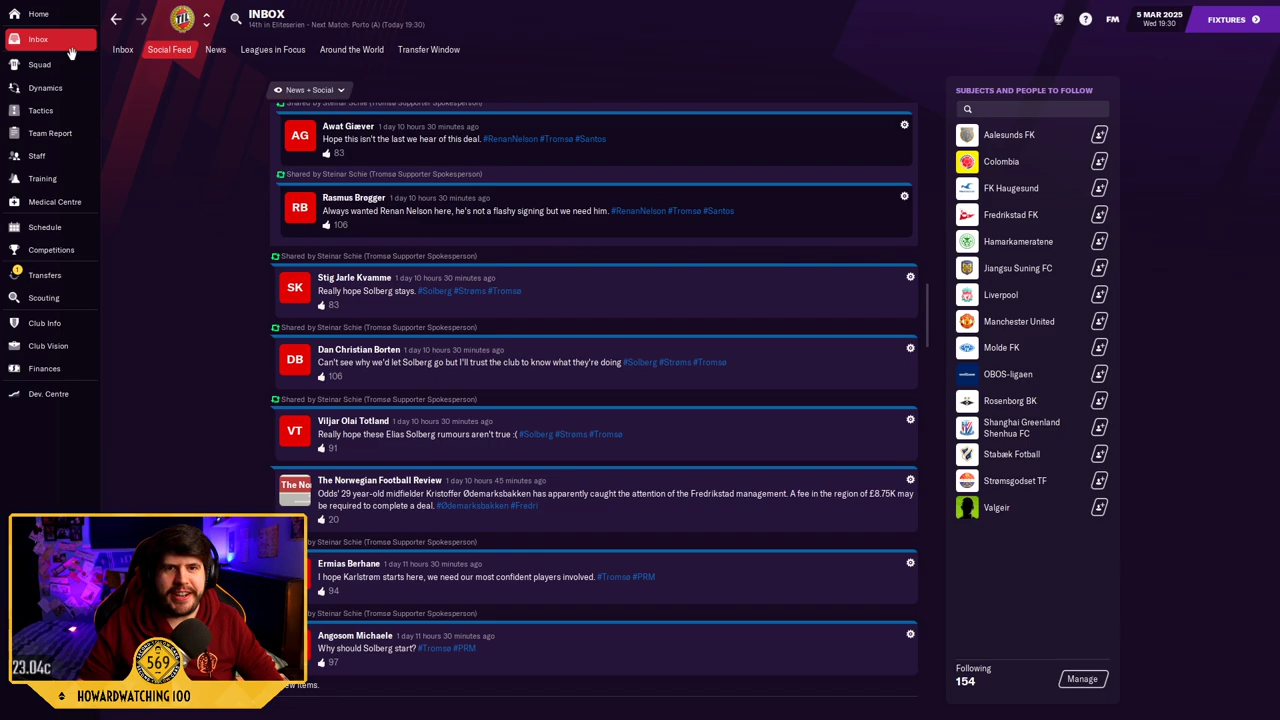 Home
Inbox
Squad
Dynamics
Tactics
Team Report
Staff
Training
Medical Centre
Schedule
Competitions
1
Transfers
Scouting
Club Info
Club Vision
Finances
Dev. Centre
TIL
INBOX
14th in Eliteserien - Next Match: Porto (A) (Today 19:30)
?
FM
5 MAR 2025
Wed 19:30
FIXTURES
Inbox
Social Feed
News
Leagues in Focus
Around the World
Transfer Window
News + Social
Shared by Steinar Schie (Tromsø Supporter Spokesperson)
AG
Awat Giæver 1 day 10 hours 30 minutes ago
Hope this isn't the last we hear of this deal. #RenanNelson #Tromsø #Santos
83
Shared by Steinar Schie (Tromsø Supporter Spokesperson)
RB
Rasmus Brøgger 1 day 10 hours 30 minutes ago
Always wanted Renan Nelson here, he's not a flashy signing but we need him. #RenanNelson #Tromsø #Santos
106
Shared by Steinar Schie (Tromsø Supporter Spokesperson)
SK
Stig Jarle Kvamme 1 day 10 hours 30 minutes ago
Really hope Solberg stays. #Solberg #Strøms #Tromsø
83
Shared by Steinar Schie (Tromsø Supporter Spokesperson)
DB
Dan Christian Borten 1 day 10 hours 30 minutes ago
Can't see why we'd let Solberg go but I'll trust the club to know what they're doing #Solberg #Strøms #Tromsø
106
Shared by Steinar Schie (Tromsø Supporter Spokesperson)
VT
Viljar Olai Totland 1 day 10 hours 30 minutes ago
Really hope these Elias Solberg rumours aren't true :( #Solberg #Strøms #Tromsø
91
The No
The Norwegian Football Review 1 day 10 hours 45 minutes ago
Odds' 29 year-old midfielder Kristoffer Ødemarksbakken has apparently caught the attention of the Fredrikstad management. A fee in the region of £8.75K may
be required to complete a deal. #Ødemarksbakken #Fredri
20
by Steinar Schie (Tromsø Supporter Spokesperson)
Ermias Berhane 1 day 11 hours 30 minutes ago
I hope Karlstrøm starts here, we need our most confident players involved. #Tromsø #PRM
94
by Steinar Schie (Tromsø Supporter Spokesperson)
Angosom Michaele 1 day 11 hours 30 minutes ago
Why should Solberg start? #Tromsø #PRM
97
items.
SUBJECTS AND PEOPLE TO FOLLOW
Aalesunds FK
Colombia
FK Haugesund
Fredrikstad FK
Hamarkameratene
Jiangsu Suning FC
Liverpool
Manchester United
Molde FK
OBOS-ligaen
Rosenborg BK
Shanghai Greenland
Shenhua FC
Stabæk Fotball
Strømsgodset TF
Valgeir
Following
154
Manage
23.04c
569
HOWARDWATCHING 100